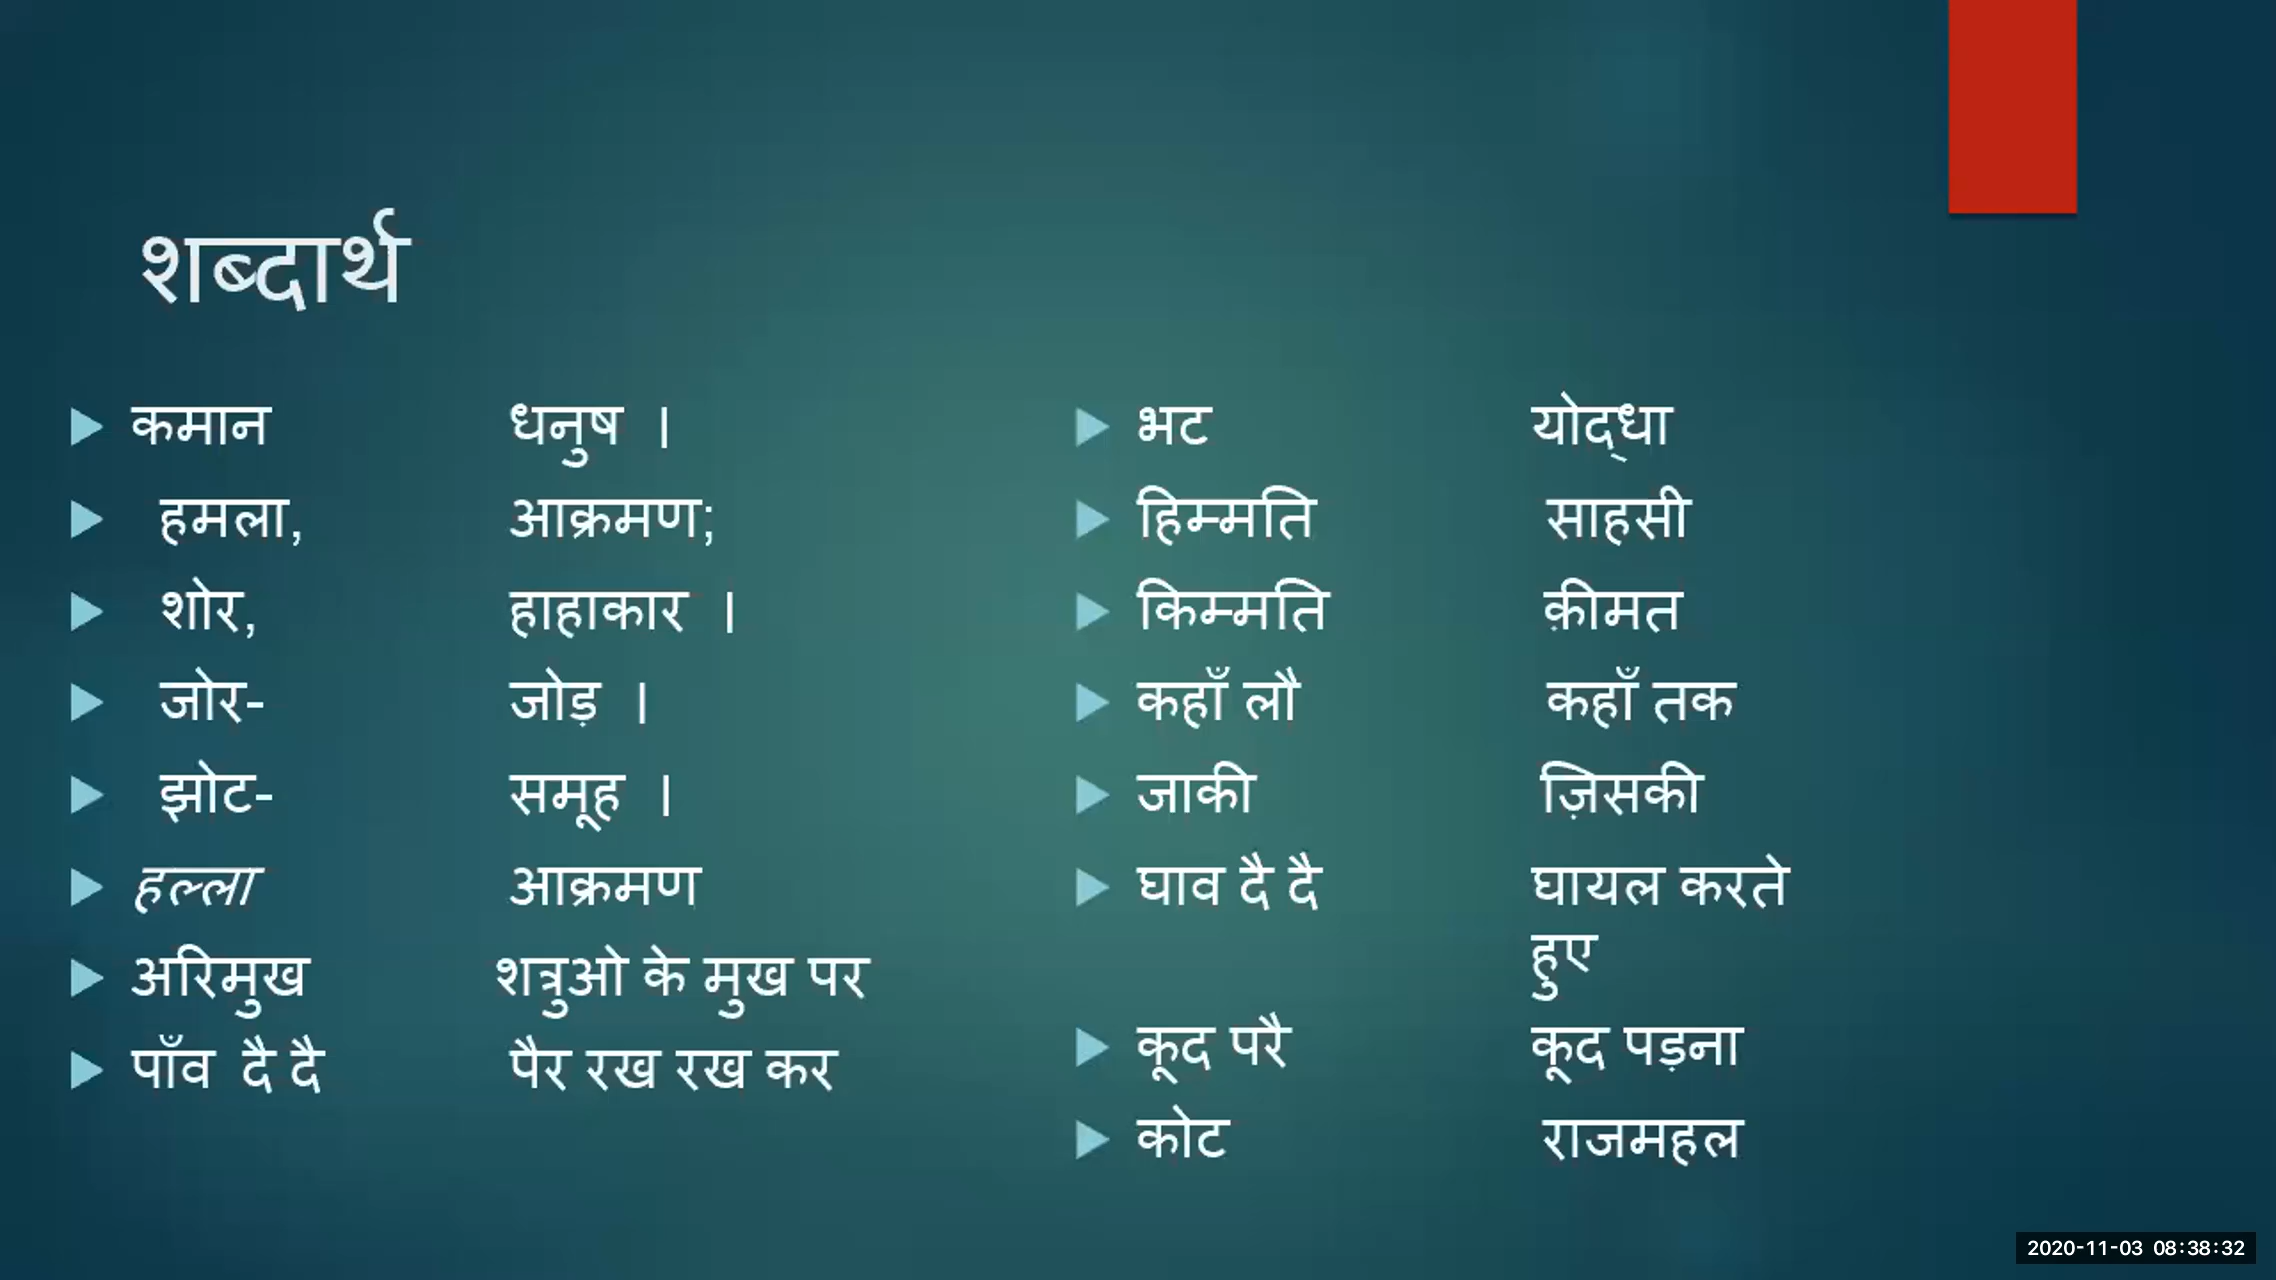 शब्दार्थ
कमान धनुष ।
हमला, आक्रमण;
शोर, हाहाकार ।
जोर- जोड़ ।
झोट- समूह ।
हल्ला आक्रमण
अरिमुख शत्रुओ के मुख पर
पाँव दै दै पैर रख रख कर
भट योद्‌धा
हिम्मति साहसी
किम्मति क़ीमत
कहाँ लौ कहाँ तक
जाकी ज़िसकी
घाव दै दै घायल करते
हुए
कूद परै कूद पड़ना
कोट राजमहल
2020-11-03 08:38:32